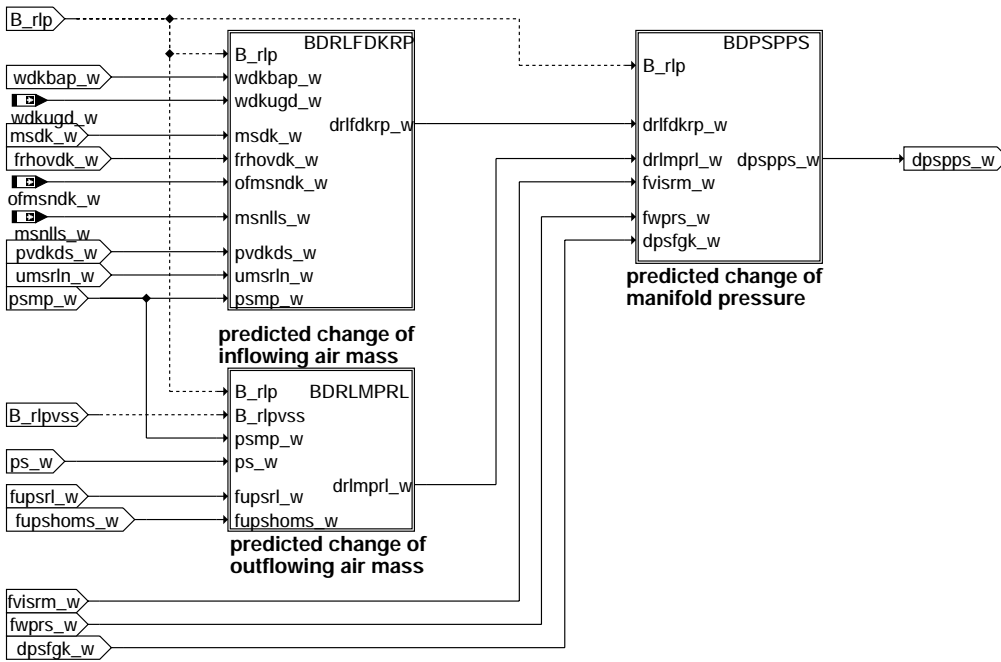 B_rlp
wdkbap_w
wdkugd_w
msdk_w
frhovdk_w
ofmsndk_w
msnlls_w
pvdkds_w
umsrln_w
psmp_w
BDRLFDKRP
B_rlp
wdkbap_w
wdkugd_w
drlfdkrp_w
msdk_w
frhovdk_w
ofmsndk_w
msnlls_w
pvdkds_w
umsrln_w
psmp_w
predicted change of
inflowing air mass
BDPSPPS
B_rlp
drlfdkrp_w
drlmprl_w
dpspps_w
fvisrm_w
fwprs_w
dpsfgk_w
predicted change of
manifold pressure
dpspps_w
B_rlpvss
ps_w
fupsrl_w
fupshoms_w
BDRLMPRL
B_rlp
B_rlpvss
psmp_w
ps_w
drlmprl_w
fupsrl_w
fupshoms_w
predicted change of
outflowing air mass
fvisrm_w
fwprs_w
dpsfgk_w